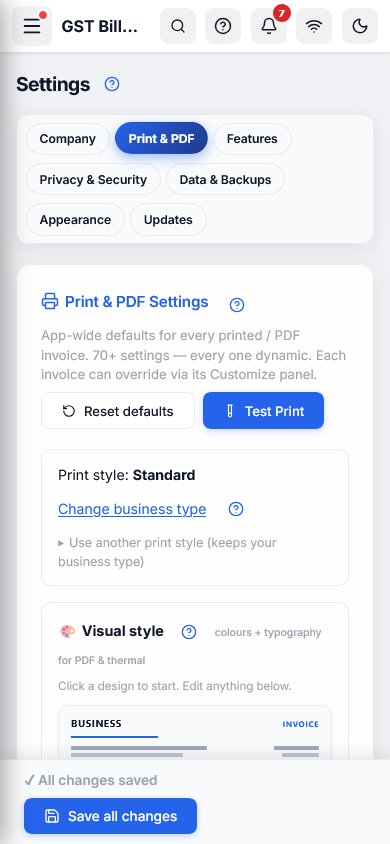 GST Bill...
7
Settings
Company
Print & PDF
Features
Privacy & Security
Data & Backups
Appearance
Updates
Print & PDF Settings
App-wide defaults for every printed / PDF
invoice. 70+ settings — every one dynamic. Each
invoice can override via its Customize panel.
Reset defaults
Test Print
Print style: Standard
Change business type
▸ Use another print style (keeps your
business type)
Visual style
colours + typography
for PDF & thermal
Click a design to start. Edit anything below.
BUSINESS
INVOICE
✓ All changes saved
Save all changes